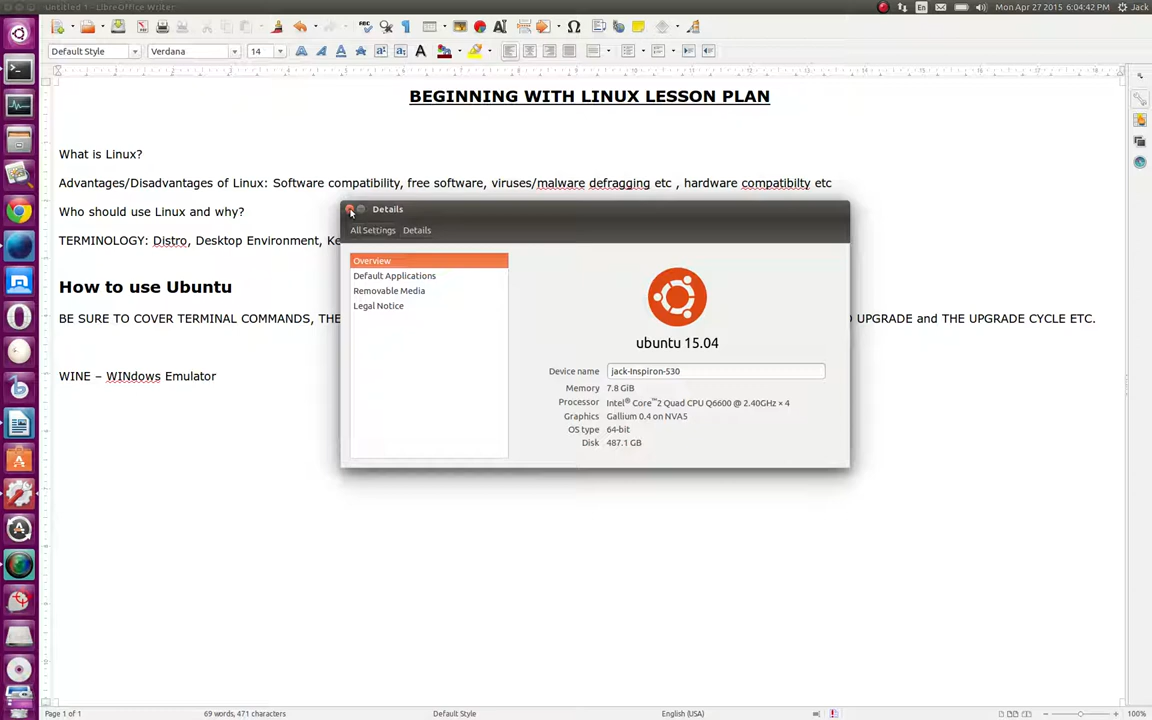 Untitled 1 - LibreOffice Writer
En
Mon Apr 27 2015 6:04:42 PM
Jack
Default Style
Verdana
14
BEGINNING WITH LINUX LESSON PLAN
What is Linux?
Advantages/Disadvantages of Linux: Software compatibility, free software, viruses/malware defragging etc , hardware compatibilty etc
Who should use Linux and why?
TERMINOLOGY: Distro, Desktop Environment, Ke
How to use Ubuntu
BE SURE TO COVER TERMINAL COMMANDS, THE
O UPGRADE and THE UPGRADE CYCLE ETC.
WINE – WINdows Emulator
Details
All Settings Details
Overview
Default Applications
Removable Media
Legal Notice
ubuntu 15.04
Device name jack-Inspiron-530
Memory 7.8 GiB
Processor Intel® Core™2 Quad CPU Q6600 @ 2.40GHz × 4
Graphics Gallium 0.4 on NVA5
OS type 64-bit
Disk 487.1 GB
Page 1 of 1
69 words, 471 characters
Default Style
English (USA)
100%